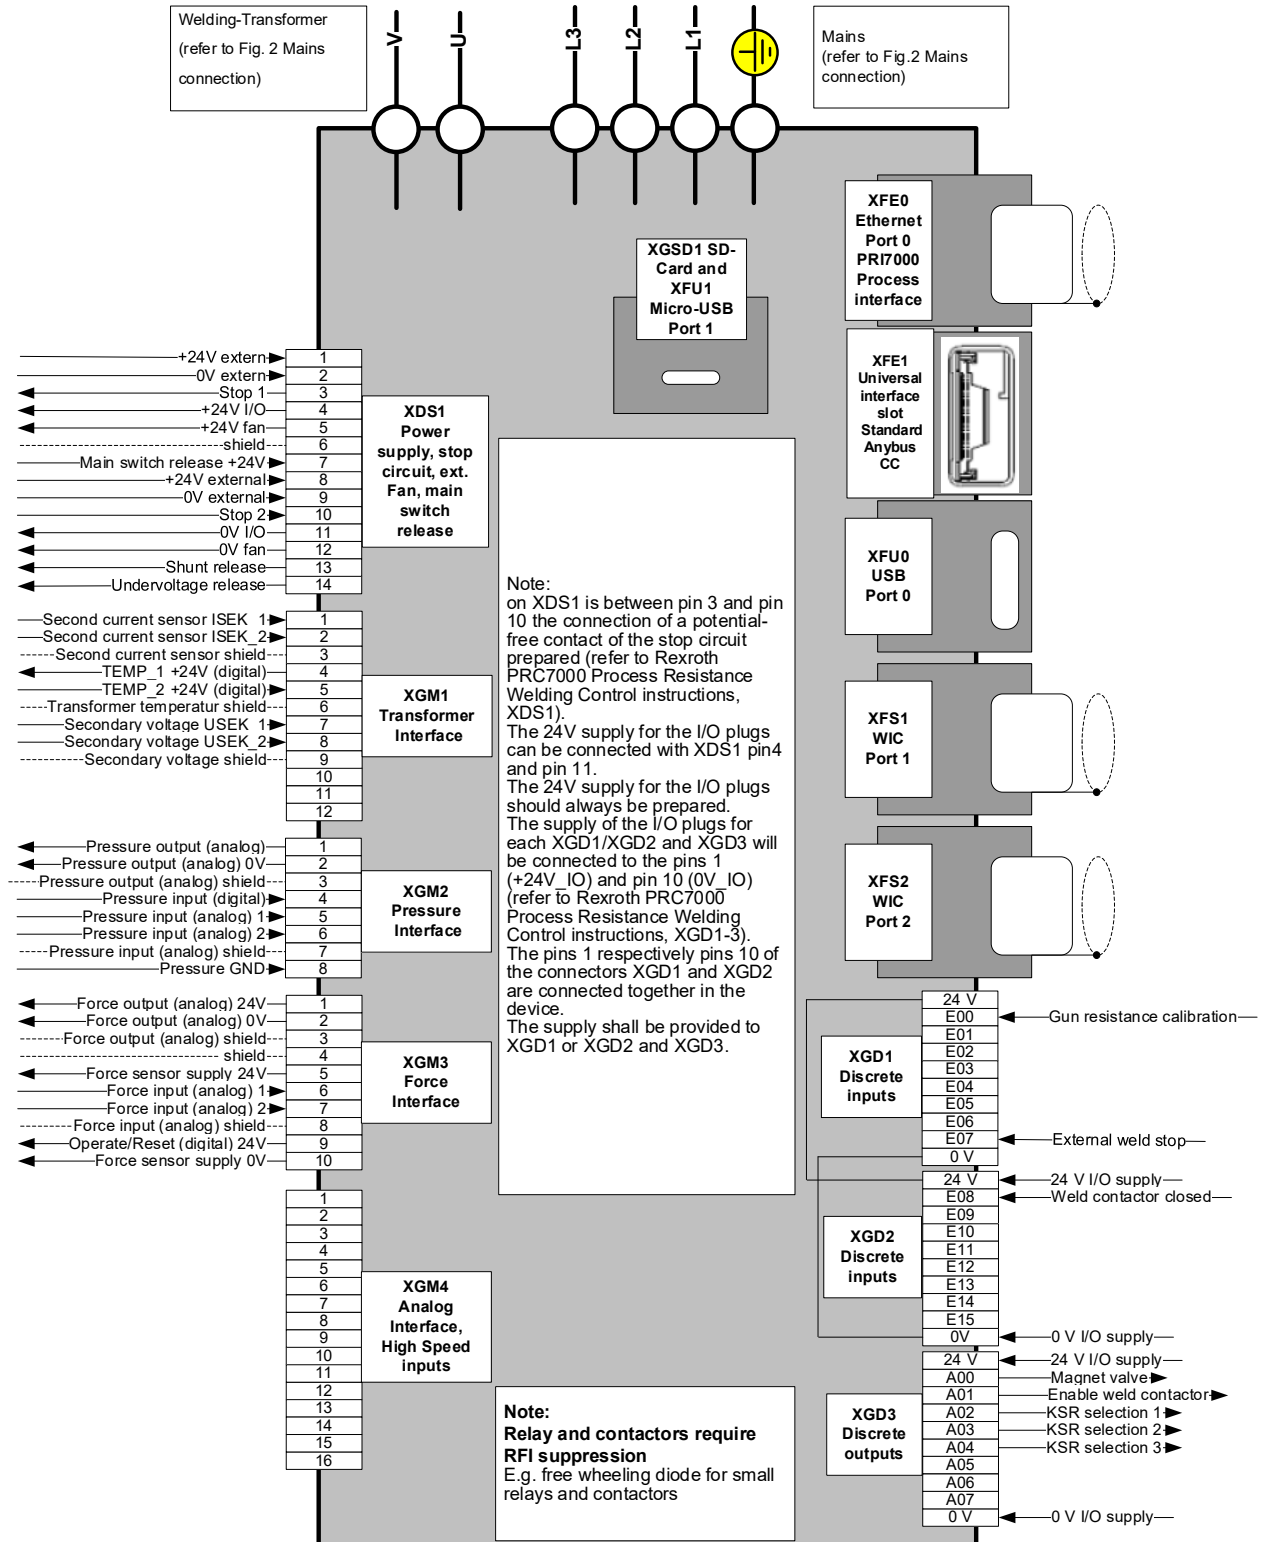 Welding-Transformer
(refer to Fig. 2 Mains
connection)
V
U
L3
L2
L1
Mains
(refer to Fig.2 Mains
connection)
XFE0
Ethernet
Port 0
PRI7000
Process
interface
XGSD1 SD-
Card and
XFU1
Micro-USB
Port 1
XFE1
Universal
interface
slot
Standard
Anybus
CC
XFU0
USB
Port 0
XFS1
WIC
Port 1
XFS2
WIC
Port 2
+24V extern 1
0V extern 2
Stop 1 3
+24V I/O 4
+24V fan 5
shield 6
Main switch release +24V 7
+24V external 8
0V external 9
Stop 2 10
0V I/O 11
0V fan 12
Shunt release 13
Undervoltage release 14
XDS1
Power
supply, stop
circuit, ext.
Fan, main
switch
release
Second current sensor ISEK_1 1
Second current sensor ISEK_2 2
Second current sensor shield 3
TEMP_1 +24V (digital) 4
TEMP_2 +24V (digital) 5
Transformer temperatur shield 6
Secondary voltage USEK_1 7
Secondary voltage USEK_2 8
Secondary voltage shield 9
10
11
12
XGM1
Transformer
Interface
Pressure output (analog) 1
Pressure output (analog) 0V 2
Pressure output (analog) shield 3
Pressure input (digital) 4
Pressure input (analog) 1 5
Pressure input (analog) 2 6
Pressure input (analog) shield 7
Pressure GND 8
XGM2
Pressure
Interface
Force output (analog) 24V 1
Force output (analog) 0V 2
Force output (analog) shield 3
shield 4
Force sensor supply 24V 5
Force input (analog) 1 6
Force input (analog) 2 7
Force input (analog) shield 8
Operate/Reset (digital) 24V 9
Force sensor supply 0V 10
XGM3
Force
Interface
1
2
3
4
5
6
7
8
9
10
11
12
13
14
15
16
XGM4
Analog
Interface,
High Speed
inputs
Note:
on XDS1 is between pin 3 and pin
10 the connection of a potential-
free contact of the stop circuit
prepared (refer to Rexroth
PRC7000 Process Resistance
Welding Control instructions,
XDS1).
The 24V supply for the I/O plugs
can be connected with XDS1 pin4
and pin 11.
The 24V supply for the I/O plugs
should always be prepared.
The supply of the I/O plugs for
each XGD1/XGD2 and XGD3 will
be connected to the pins 1
(+24V_IO) and pin 10 (0V_IO)
(refer to Rexroth PRC7000
Process Resistance Welding
Control instructions, XGD1-3).
The pins 1 respectively pins 10 of
the connectors XGD1 and XGD2
are connected together in the
device.
The supply shall be provided to
XGD1 or XGD2 and XGD3.
Note:
Relay and contactors require
RFI suppression
E.g. free wheeling diode for small
relays and contactors
XGD1
Discrete
inputs
24 V
E00 Gun resistance calibration
E01
E02
E03
E04
E05
E06
E07 External weld stop
0 V
XGD2
Discrete
inputs
24 V 24 V I/O supply
E08 Weld contactor closed
E09
E10
E11
E12
E13
E14
E15
0V 0 V I/O supply
XGD3
Discrete
outputs
24 V 24 V I/O supply
A00 Magnet valve
A01 Enable weld contactor
A02 KSR selection 1
A03 KSR selection 2
A04 KSR selection 3
A05
A06
A07
0 V 0 V I/O supply